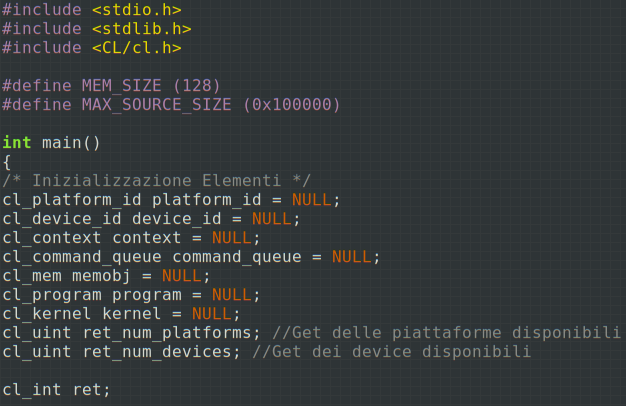 #include <stdio.h>
#include <stdlib.h>
#include <CL/cl.h>
#define MEM_SIZE (128)
#define MAX_SOURCE_SIZE (0x100000)
int main()
{
/* Inizializzazione Elementi */
cl_platform_id platform_id = NULL;
cl_device_id device_id = NULL;
cl_context context = NULL;
cl_command_queue command_queue = NULL;
cl_mem memobj = NULL;
cl_program program = NULL;
cl_kernel kernel = NULL;
cl_uint ret_num_platforms; //Get delle piattaforme disponibili
cl_uint ret_num_devices; //Get dei device disponibili
cl_int ret;